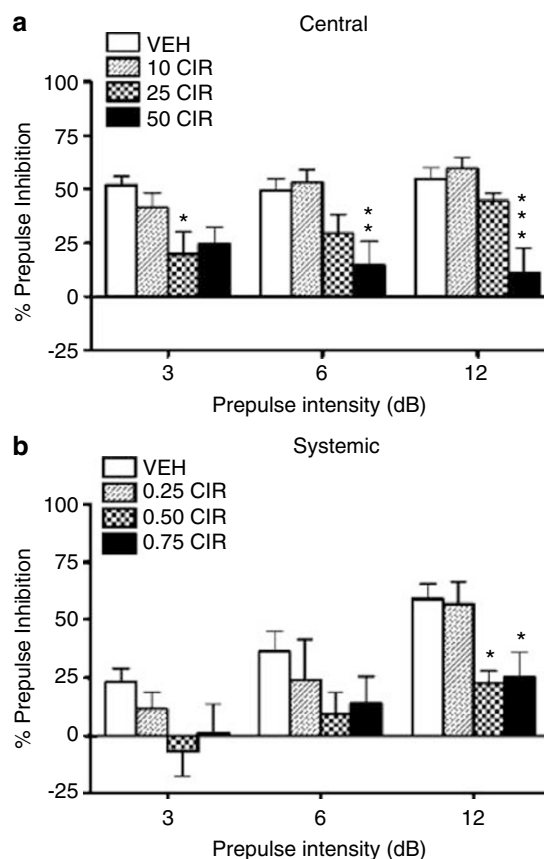 a
Central
VEH
10 CIR
25 CIR
50 CIR
% Prepulse Inhibition
100
75
50
25
0
-25
*
* *
* * *
3
6
12
Prepulse intensity (dB)
b
Systemic
VEH
0.25 CIR
0.50 CIR
0.75 CIR
% Prepulse Inhibition
100
75
50
25
0
-25
*
*
3
6
12
Prepulse intensity (dB)